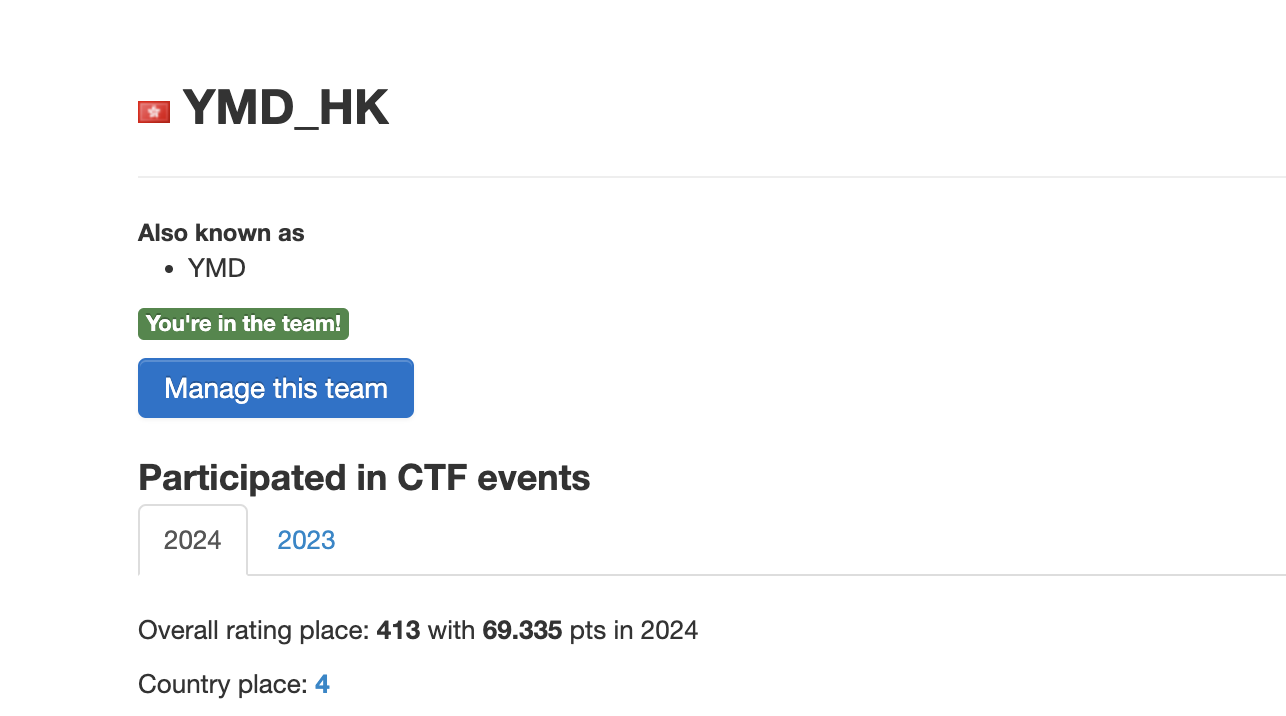 YMD_HK
Also known as
• YMD
You're in the team!
Manage this team
Participated in CTF events
2024 2023
Overall rating place: 413 with 69.335 pts in 2024
Country place: 4